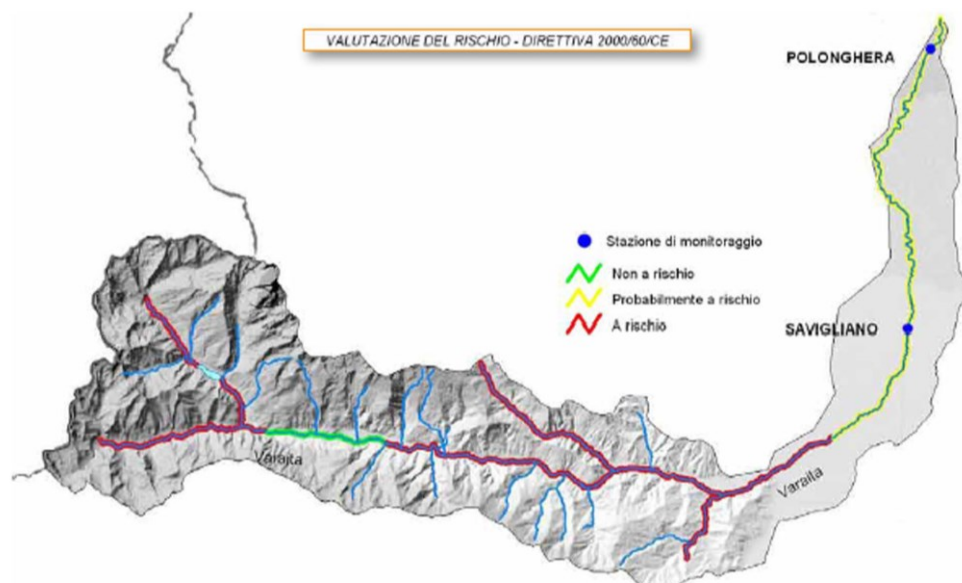 VALUTAZIONE DEL RISCHIO - DIRETTIVA 2000/60/CE
POLONGHERA
Stazione di monitoraggio
Non a rischio
Probabilmente a rischio
A rischio
SAVIGLIANO
Varaita
Varaita